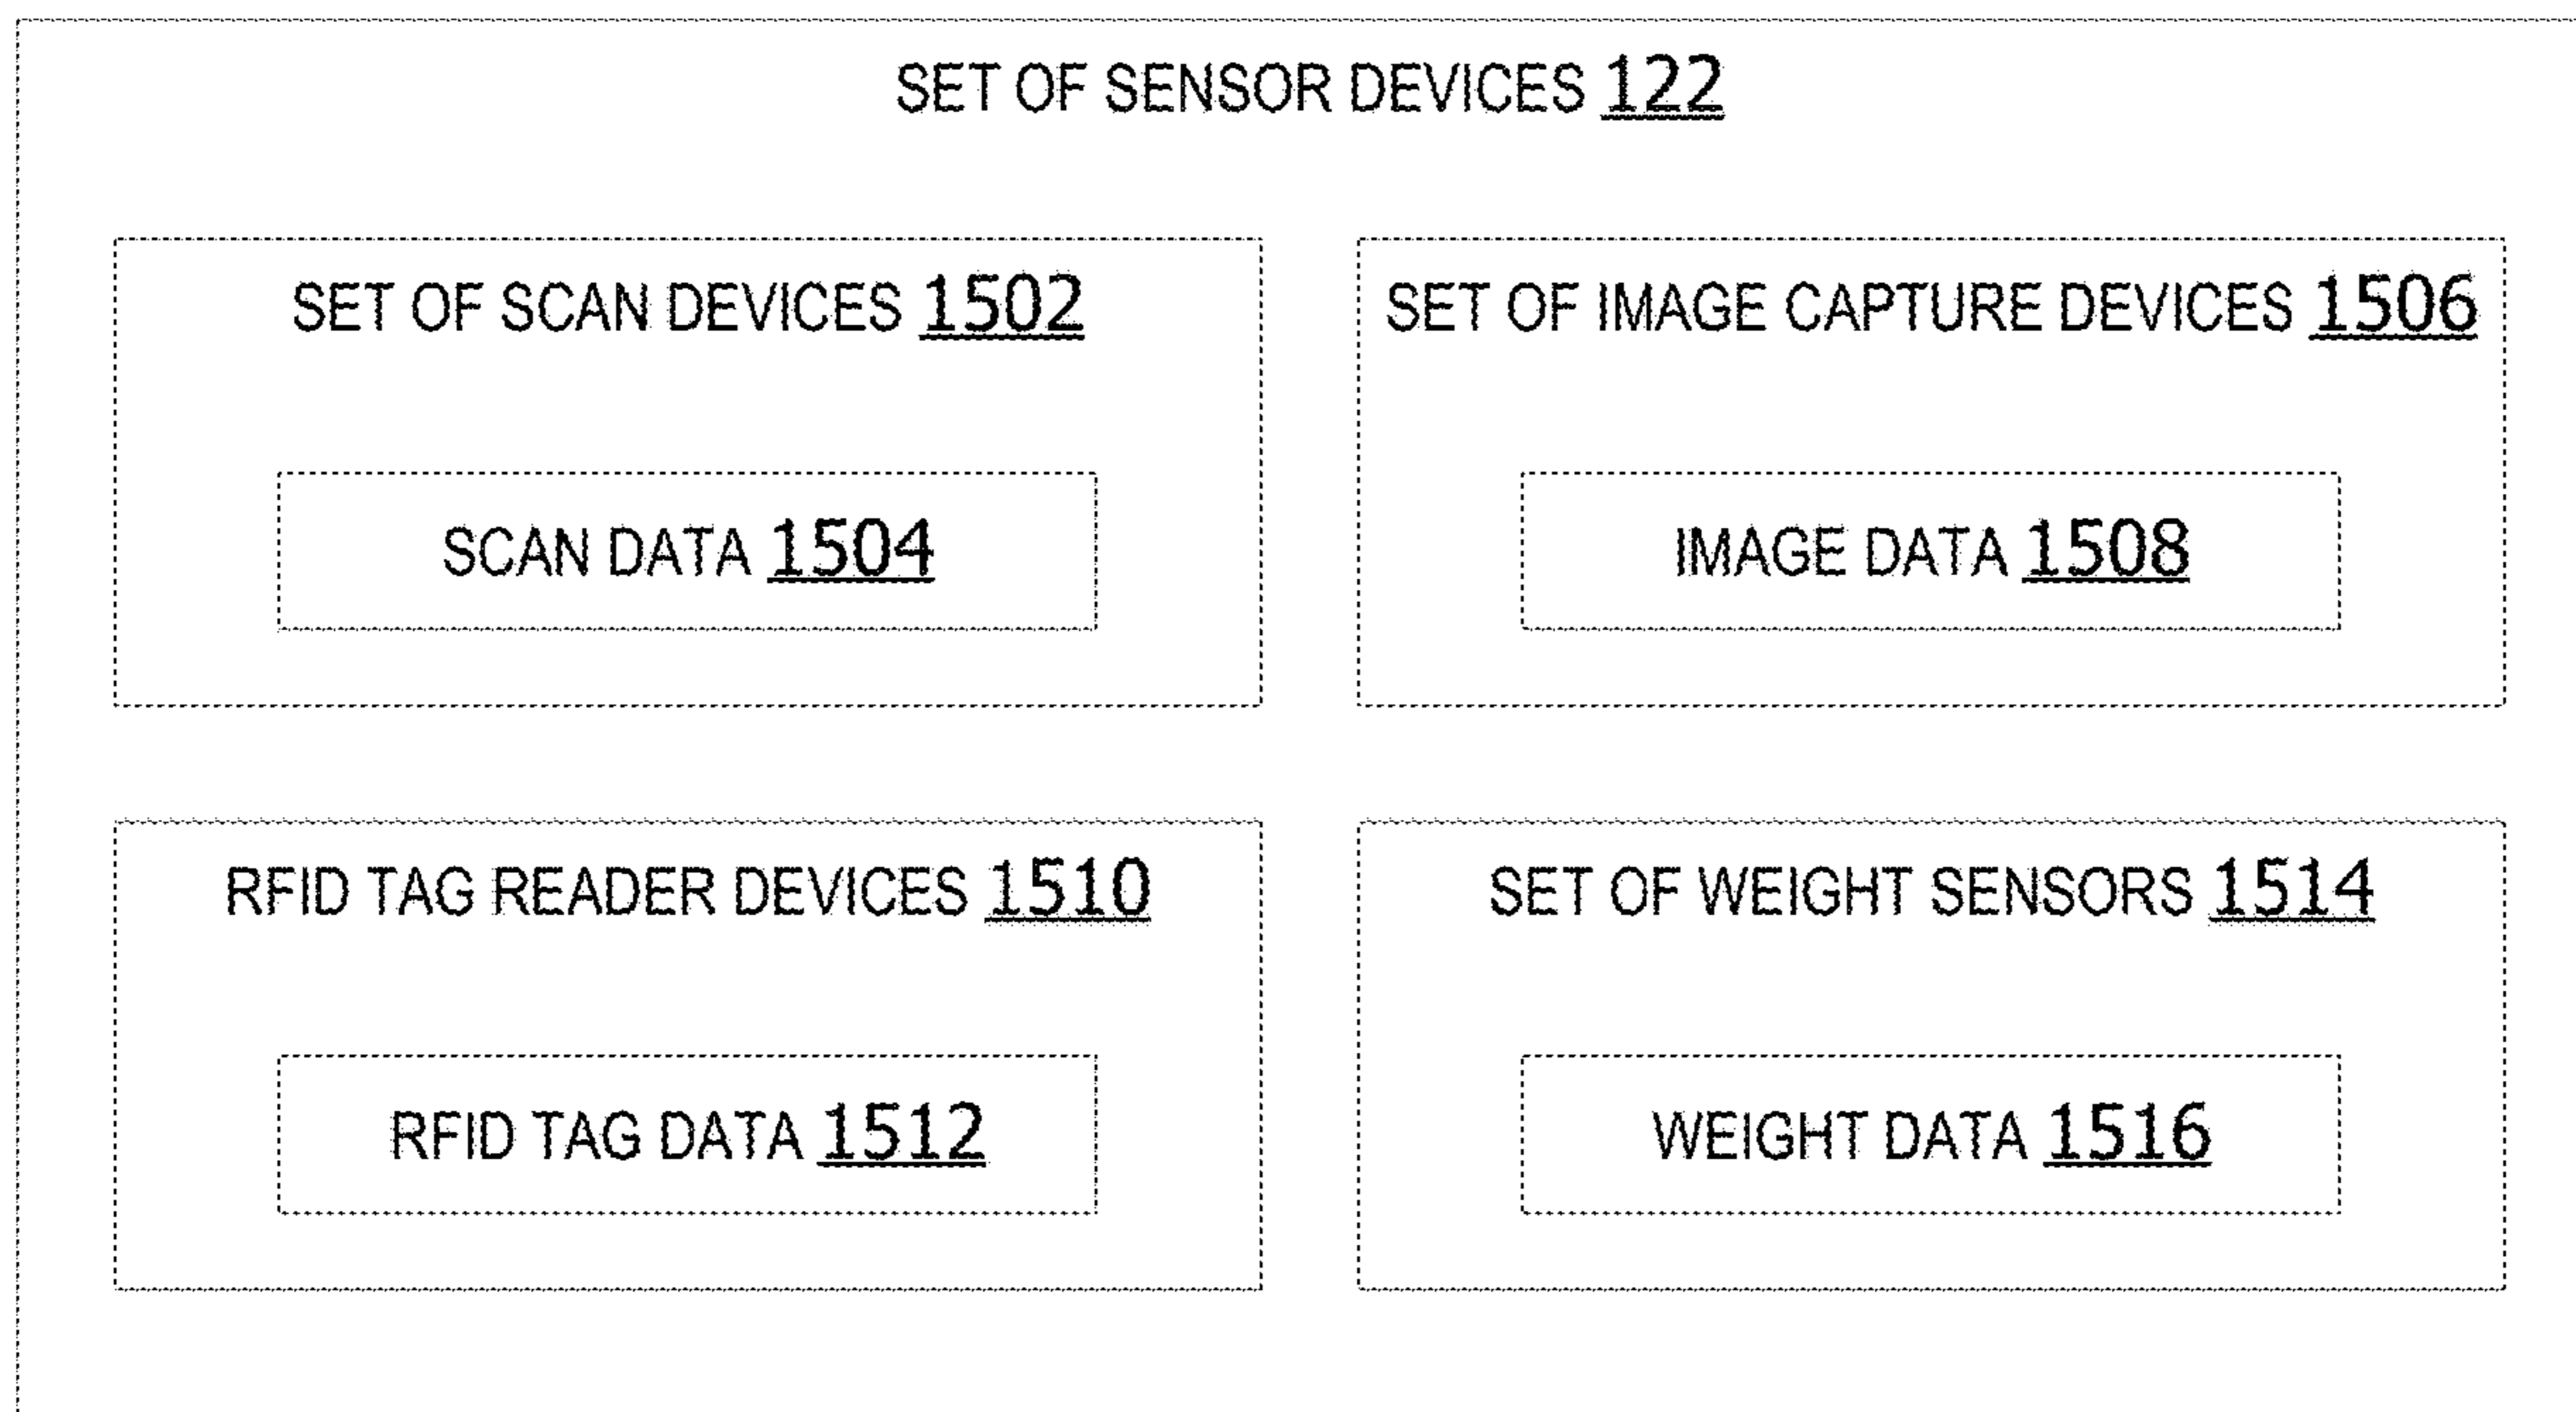 SET OF SENSOR DEVICES 122
SET OF SCAN DEVICES 1502
SCAN DATA 1504
SET OF IMAGE CAPTURE DEVICES 1506
IMAGE DATA 1508
RFID TAG READER DEVICES 1510
RFID TAG DATA 1512
SET OF WEIGHT SENSORS 1514
WEIGHT DATA 1516